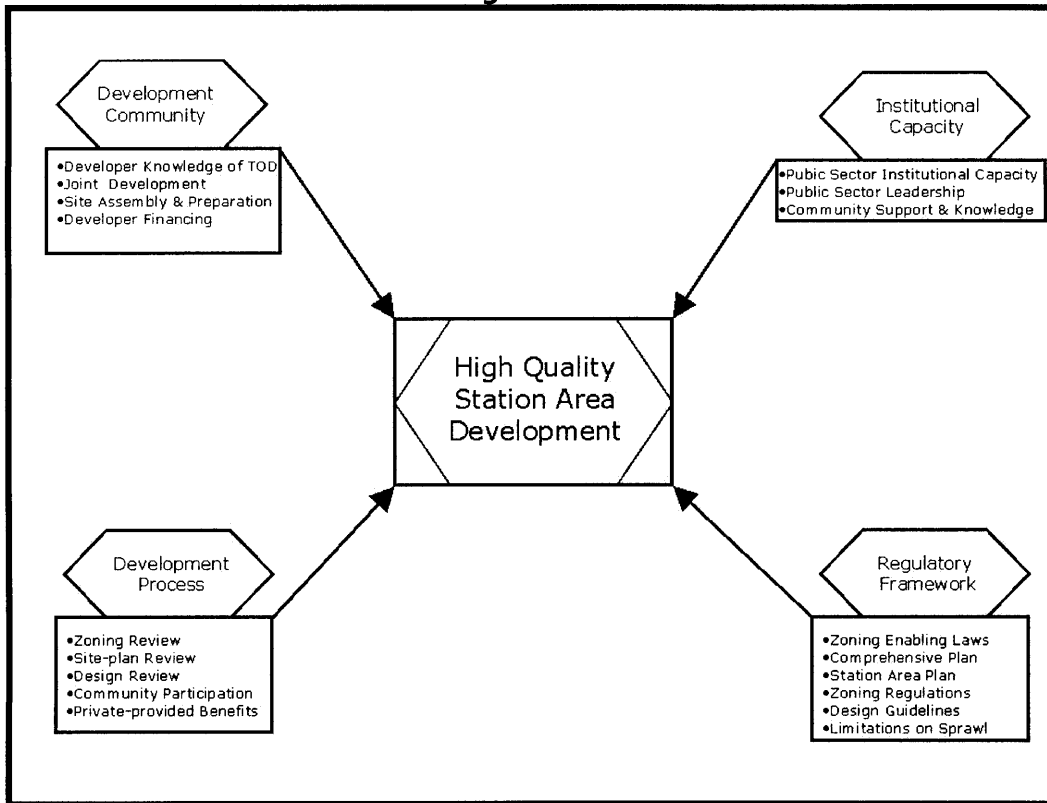 Development
Community
•Developer Knowledge of TOD
•Joint Development
•Site Assembly & Preparation
•Developer Financing
Institutional
Capacity
•Pubic Sector Institutional Capacity
•Public Sector Leadership
•Community Support & Knowledge
High Quality
Station Area
Development
Development
Process
•Zoning Review
•Site-plan Review
•Design Review
•Community Participation
•Private-provided Benefits
Regulatory
Framework
•Zoning Enabling Laws
•Comprehensive Plan
•Station Area Plan
•Zoning Regulations
•Design Guidelines
•Limitations on Sprawl